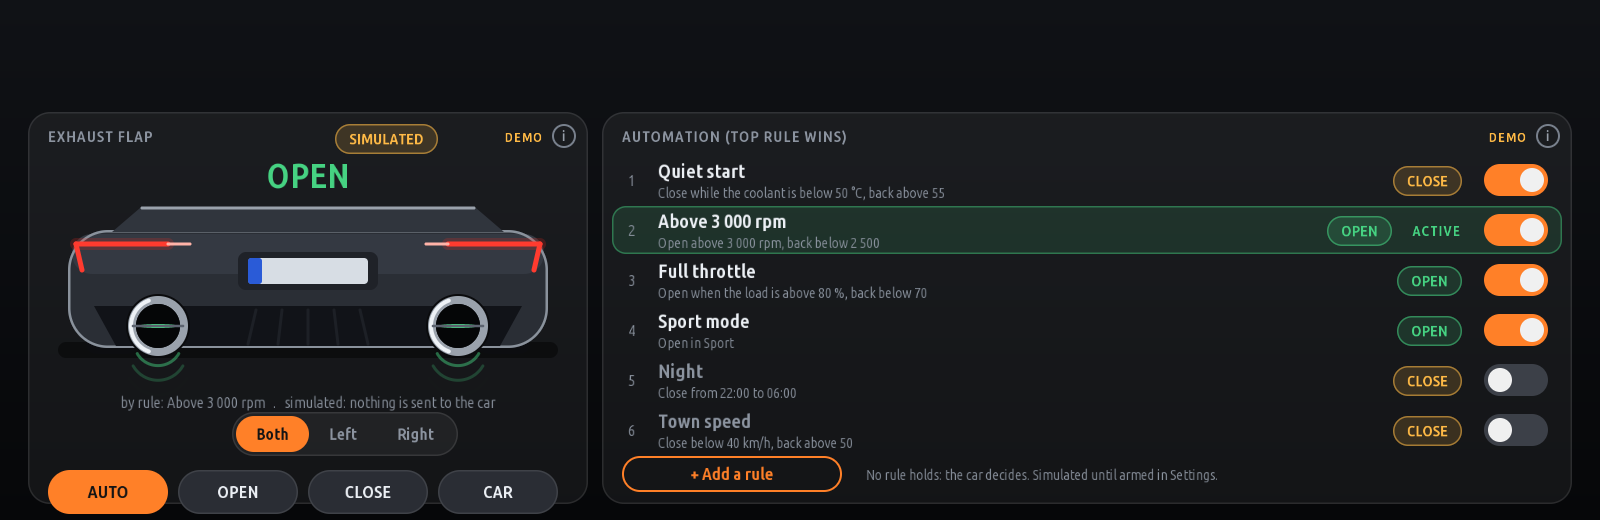 EXHAUST FLAP
SIMULATED
DEMO
i
OPEN
by rule: Above 3 000 rpm . simulated: nothing is sent to the car
Both
Left
Right
AUTO
OPEN
CLOSE
CAR
AUTOMATION (TOP RULE WINS)
DEMO
i
1
Quiet start
Close while the coolant is below 50 °C, back above 55
CLOSE
2
Above 3 000 rpm
Open above 3 000 rpm, back below 2 500
OPEN
ACTIVE
3
Full throttle
Open when the load is above 80 %, back below 70
OPEN
4
Sport mode
Open in Sport
OPEN
5
Night
Close from 22:00 to 06:00
CLOSE
6
Town speed
Close below 40 km/h, back above 50
CLOSE
+ Add a rule
No rule holds: the car decides. Simulated until armed in Settings.